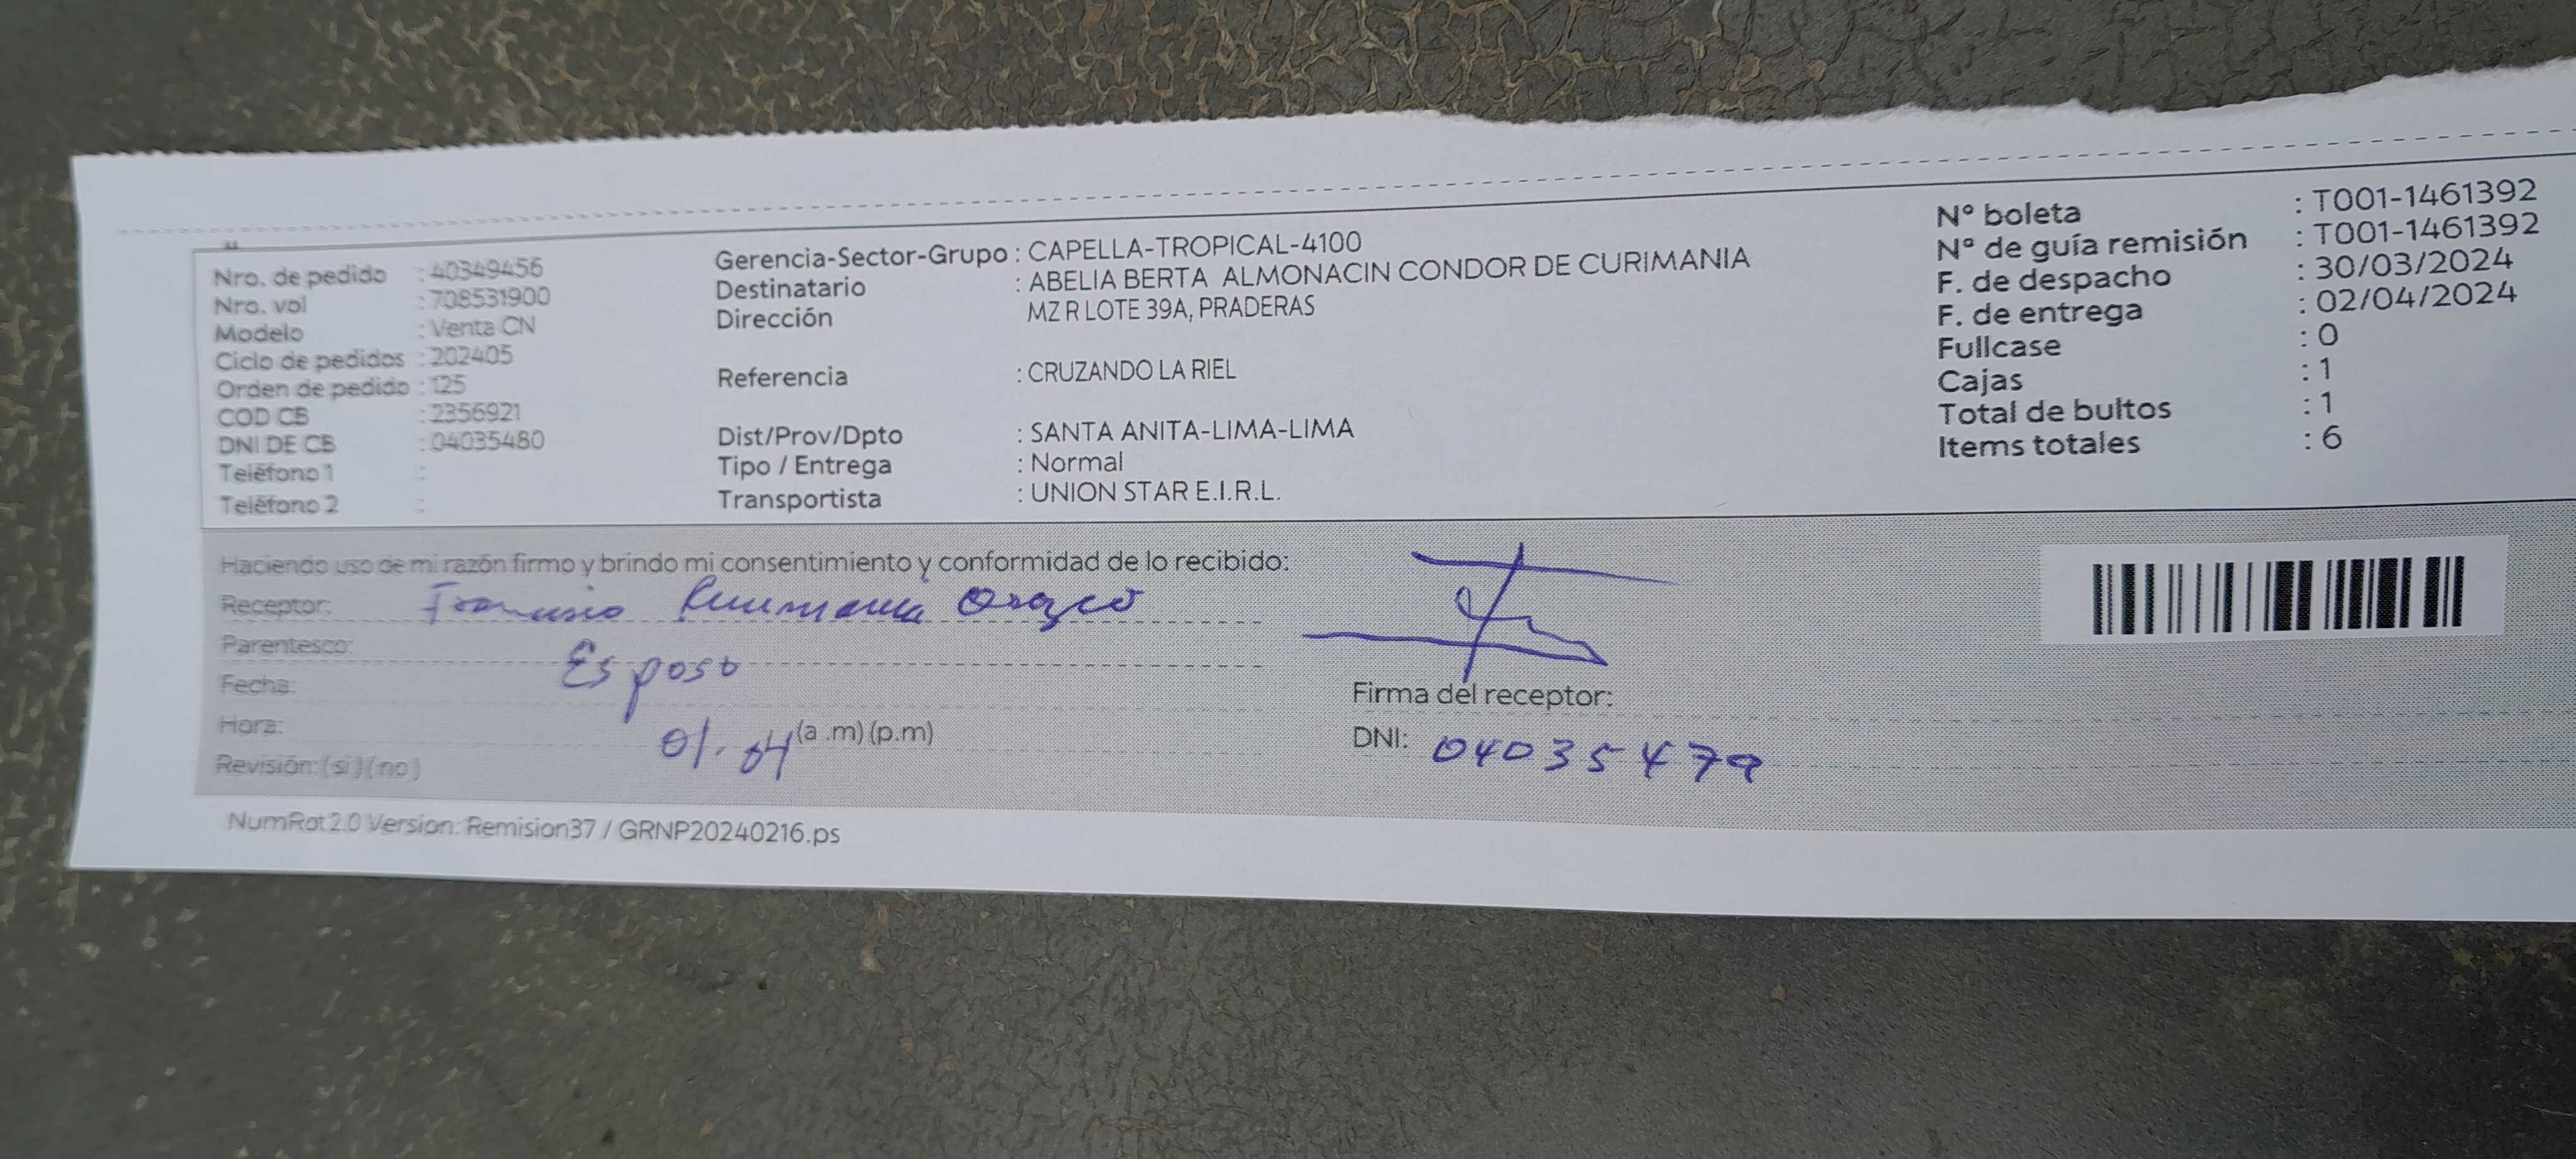 Nro. de pedido : 40349456
Nro. vol : 708531900
Modelo : Venta CN
Ciclo de pedidos : 202405
Orden de pedido : 125
COD CB : 2356921
DNI DE CB : 04035480
Teléfono 1 :
Teléfono 2 :
Gerencia-Sector-Grupo : CAPELLA-TROPICAL-4100
Destinatario : ABELIA BERTA ALMONACIN CONDOR DE CURIMANIA
Dirección MZ R LOTE 39A, PRADERAS
Referencia : CRUZANDO LA RIEL
Dist/Prov/Dpto : SANTA ANITA-LIMA-LIMA
Tipo / Entrega : Normal
Transportista : UNION STAR E.I.R.L.
N° boleta : T001-1461392
N° de guía remisión : T001-1461392
F. de despacho : 30/03/2024
F. de entrega : 02/04/2024
Fullcase : 0
Cajas : 1
Total de bultos : 1
Items totales : 6
Haciendo uso de mi razón firmo y brindo mi consentimiento y conformidad de lo recibido:
Receptor: Orozco
Parentesco: Esposo
Fecha:
Hora: 01.04 (a .m) (p.m)
Revisión: (si) (no)
Firma del receptor:
DNI: 04035479
NumRot2.0 Version: Remision37 / GRNP20240216.ps